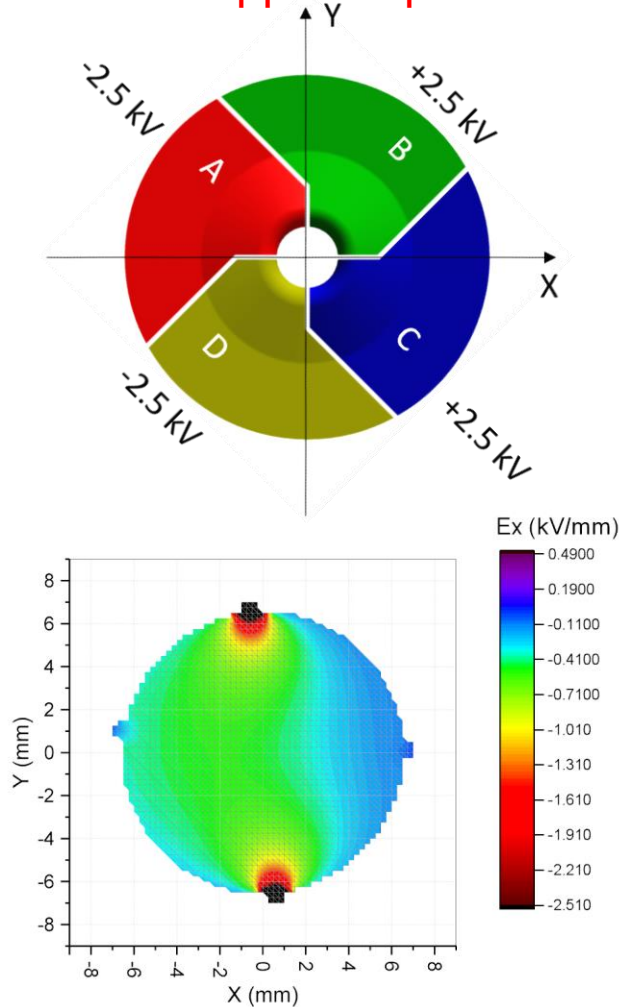 Y
-2.5 kV
+2.5 kV
A
B
X
D
C
-2.5 kV
+2.5 kV
Ex (kV/mm)
0.4900
0.1900
-0.1100
-0.4100
-0.7100
-1.010
-1.310
-1.610
-1.910
-2.210
-2.510
8
6
4
2
0
-2
-4
-6
-8
Y (mm)
-8 -6 -4 -2 0 2 4 6 8
X (mm)